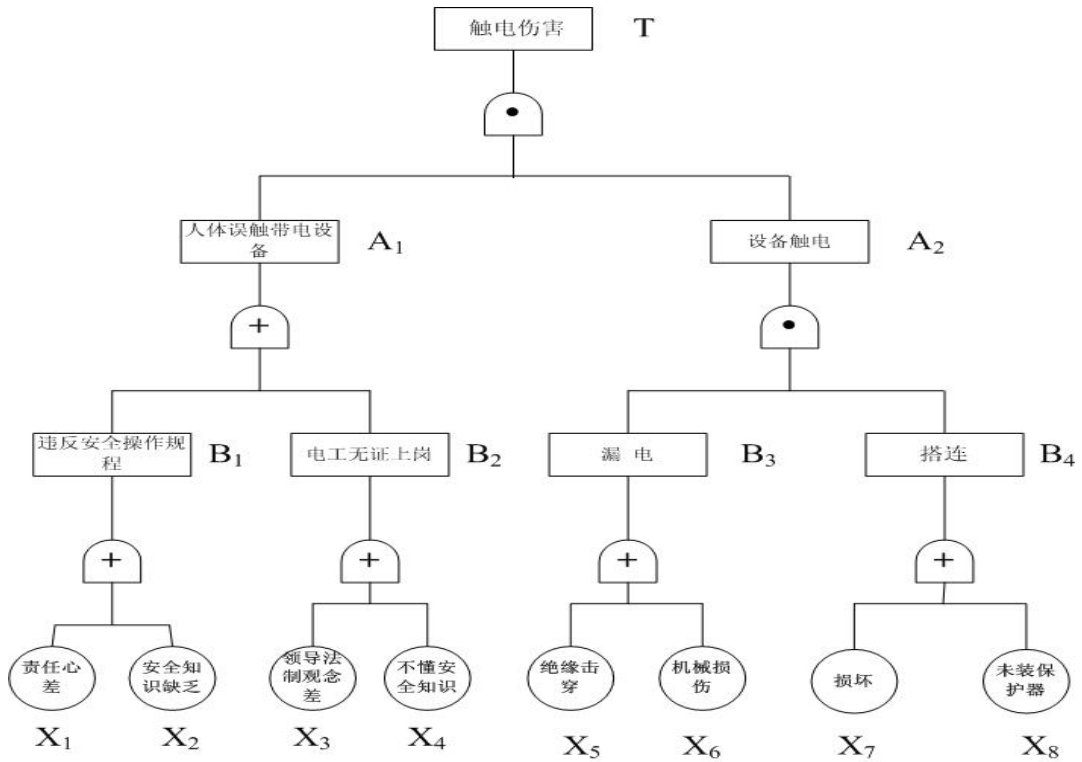 触电伤害
T
人体误触带电设
备
A₁
设备触电
A₂
+
违反安全操作规
程
B₁
电工无证上岗
B₂
漏 电
B₃
搭连
B₄
+
+
+
+
责任心
差
安全知
识缺乏
领导法
制观念
差
不懂安
全知识
绝缘击
穿
机械损
伤
损坏
未装保
护器
X₁
X₂
X₃
X₄
X₅
X₆
X₇
X₈